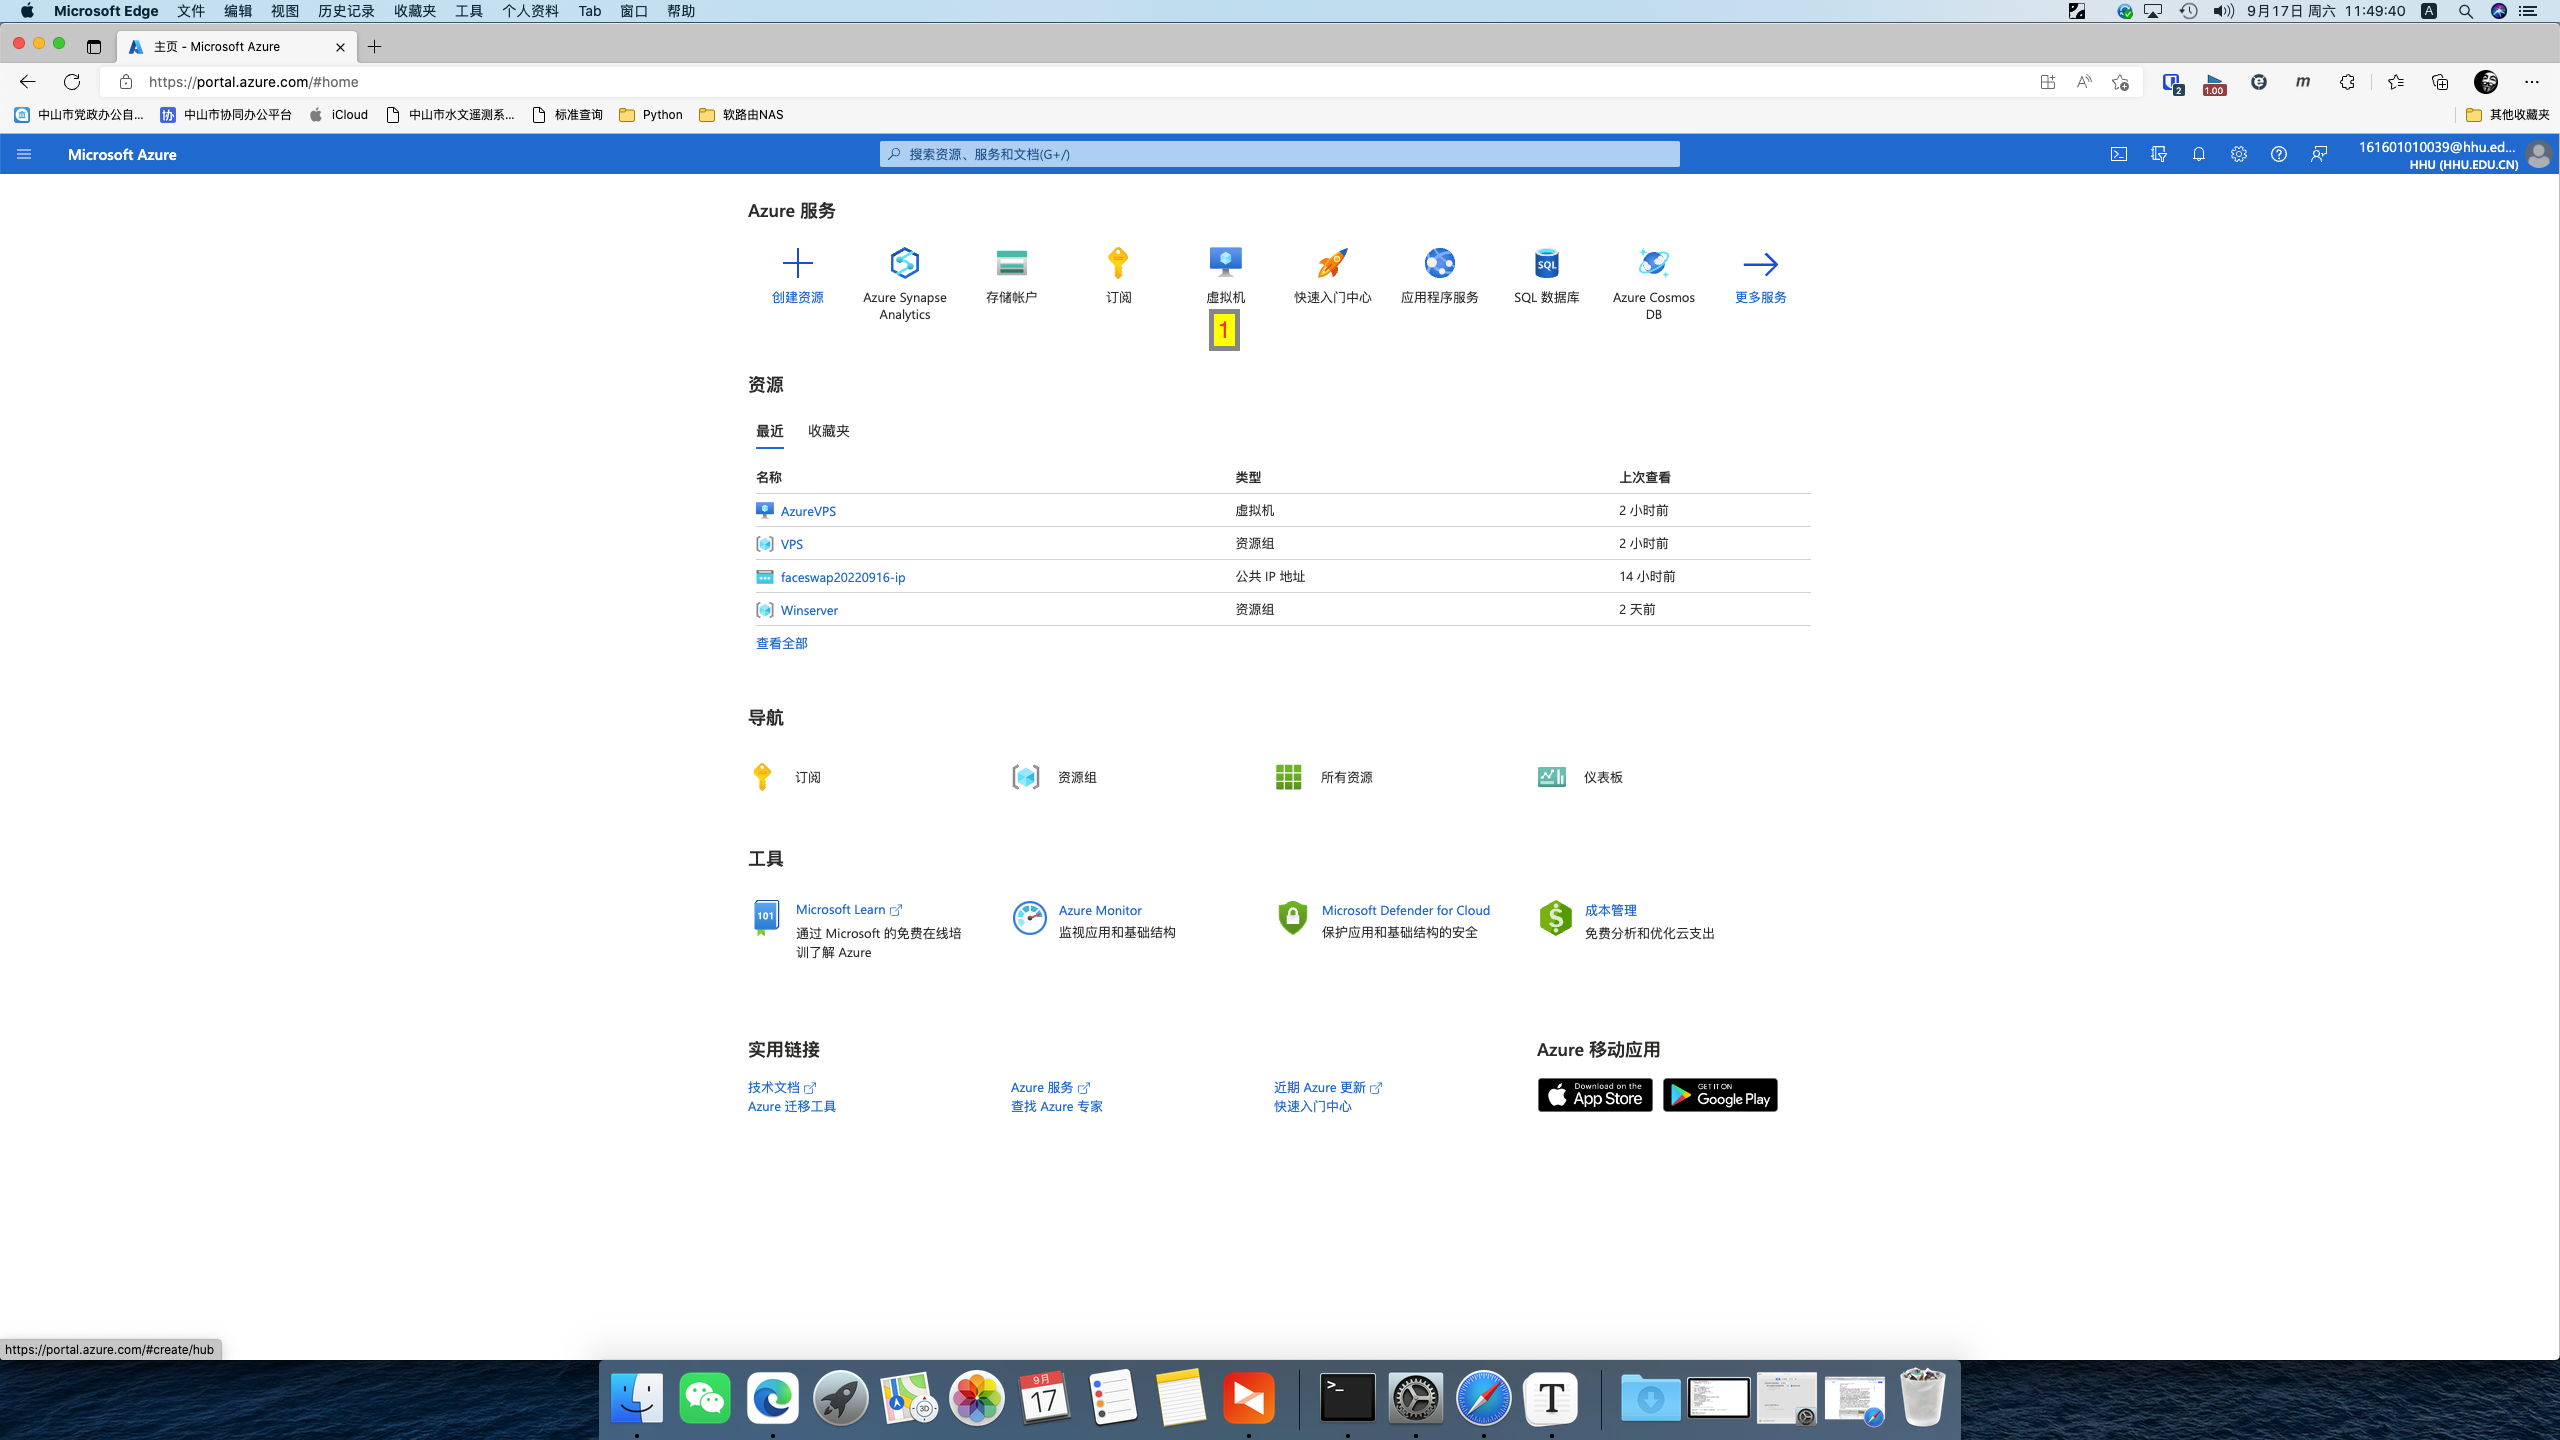 Microsoft Edge 文件 编辑 视图 历史记录 收藏夹 工具 个人资料 Tab 窗口 帮助 9月17日 周六 11:49:40 A
主页 - Microsoft Azure
https://portal.azure.com/#home
2 1.00 e m
中山市党政办公自... 协 中山市协同办公平台 iCloud 中山市水文遥测系... 标准查询 Python 软路由NAS 其他收藏夹
Microsoft Azure 搜索资源、服务和文档(G+/) 161601010039@hhu.ed...
HHU (HHU.EDU.CN)
Azure 服务
SQL
创建资源 Azure Synapse Analytics 存储帐户 订阅 虚拟机 快速入门中心 应用程序服务 SQL 数据库 Azure Cosmos DB 更多服务
1
资源
最近 收藏夹
名称 类型 上次查看
AzureVPS 虚拟机 2 小时前
VPS 资源组 2 小时前
faceswap20220916-ip 公共 IP 地址 14 小时前
Winserver 资源组 2 天前
查看全部
导航
订阅 资源组 所有资源 仪表板
工具
101
Microsoft Learn Azure Monitor Microsoft Defender for Cloud 成本管理
通过 Microsoft 的免费在线培 监视应用和基础结构 保护应用和基础结构的安全 免费分析和优化云支出
训了解 Azure
实用链接 Azure 移动应用
技术文档 Azure 服务 近期 Azure 更新
Azure 迁移工具 查找 Azure 专家 快速入门中心
Download on the App Store GET IT ON Google Play
https://portal.azure.com/#create/hub
3D 9月 17 >_ T